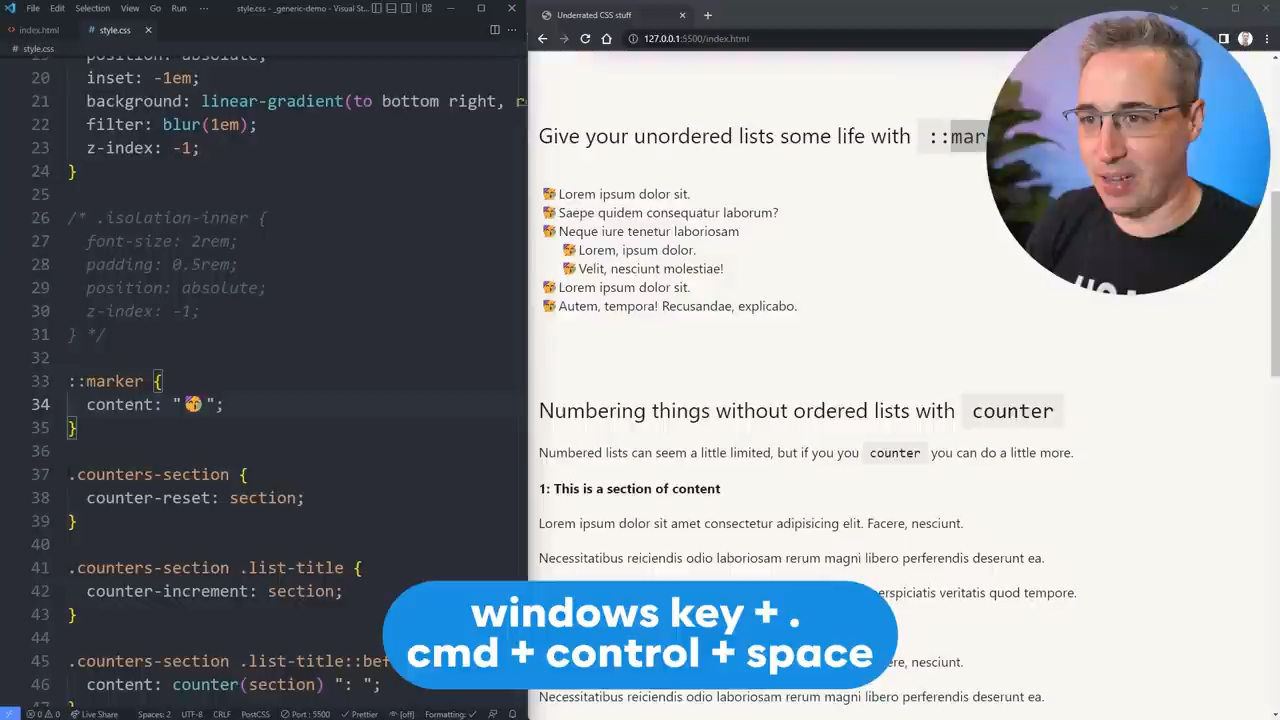 File Edit Selection View Go Run ··· style.css - _generic-demo - Visual St...
index.html style.css
style.css
position: absolute;
20 inset: -1em;
21 background: linear-gradient(to bottom right, r
22 filter: blur(1em);
23 z-index: -1;
24 }
25
26 /* .isolation-inner {
27 font-size: 2rem;
28 padding: 0.5rem;
29 position: absolute;
30 z-index: -1;
31 } */
32
33 ::marker {
34 content: "🥳";
35 }
36
37 .counters-section {
38 counter-reset: section;
39 }
40
41 .counters-section .list-title {
42 counter-increment: section;
43 }
44
45 .counters-section .list-title::bef
46 content: counter(section) ": ";
0 0 Live Share Spaces: 2 UTF-8 CRLF PostCSS Port : 5500 Prettier [off] Formatting: ✓
Underrated CSS stuff
127.0.0.1:5500/index.html
Give your unordered lists some life with ::mar
🥳 Lorem ipsum dolor sit.
🥳 Saepe quidem consequatur laborum?
🥳 Neque iure tenetur laboriosam
🥳 Lorem, ipsum dolor.
🥳 Velit, nesciunt molestiae!
🥳 Lorem ipsum dolor sit.
🥳 Autem, tempora! Recusandae, explicabo.
Numbering things without ordered lists with counter
Numbered lists can seem a little limited, but if you you counter you can do a little more.
1: This is a section of content
Lorem ipsum dolor sit amet consectetur adipisicing elit. Facere, nesciunt.
Necessitatibus reiciendis odio laboriosam rerum magni libero perferendis deserunt ea.
perspiciatis veritatis quod tempore.
ere, nesciunt.
Necessitatibus reiciendis odio laboriosam rerum magni libero perferendis deserunt ea.
windows key + .
cmd + control + space